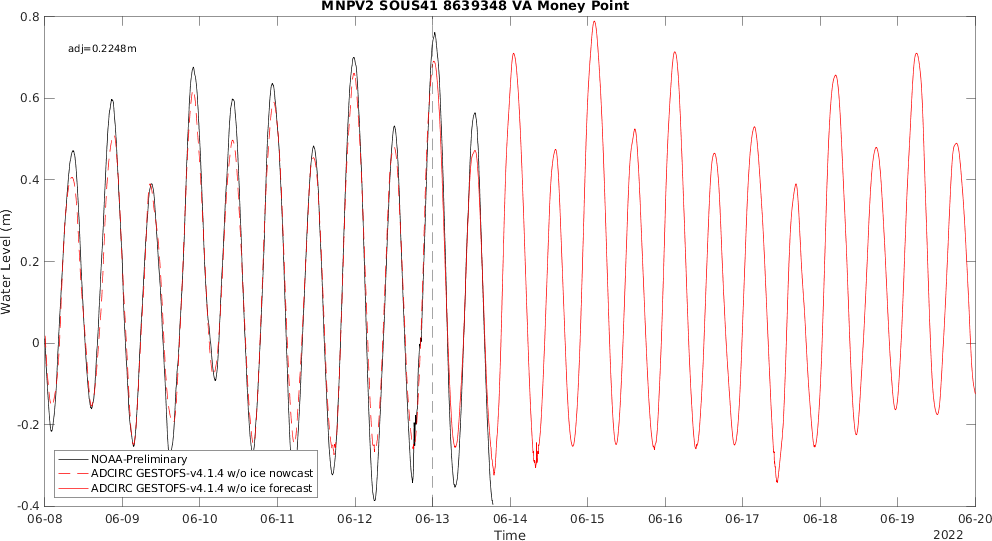 MNPV2 SOUS41 8639348 VA Money Point
adj=0.2248m
Water Level (m)
0.8
0.6
0.4
0.2
0
-0.2
-0.4
NOAA-Preliminary
ADCIRC GESTOFS-v4.1.4 w/o ice nowcast
ADCIRC GESTOFS-v4.1.4 w/o ice forecast
06-08 06-09 06-10 06-11 06-12 06-13 06-14 06-15 06-16 06-17 06-18 06-19 06-20
Time
2022